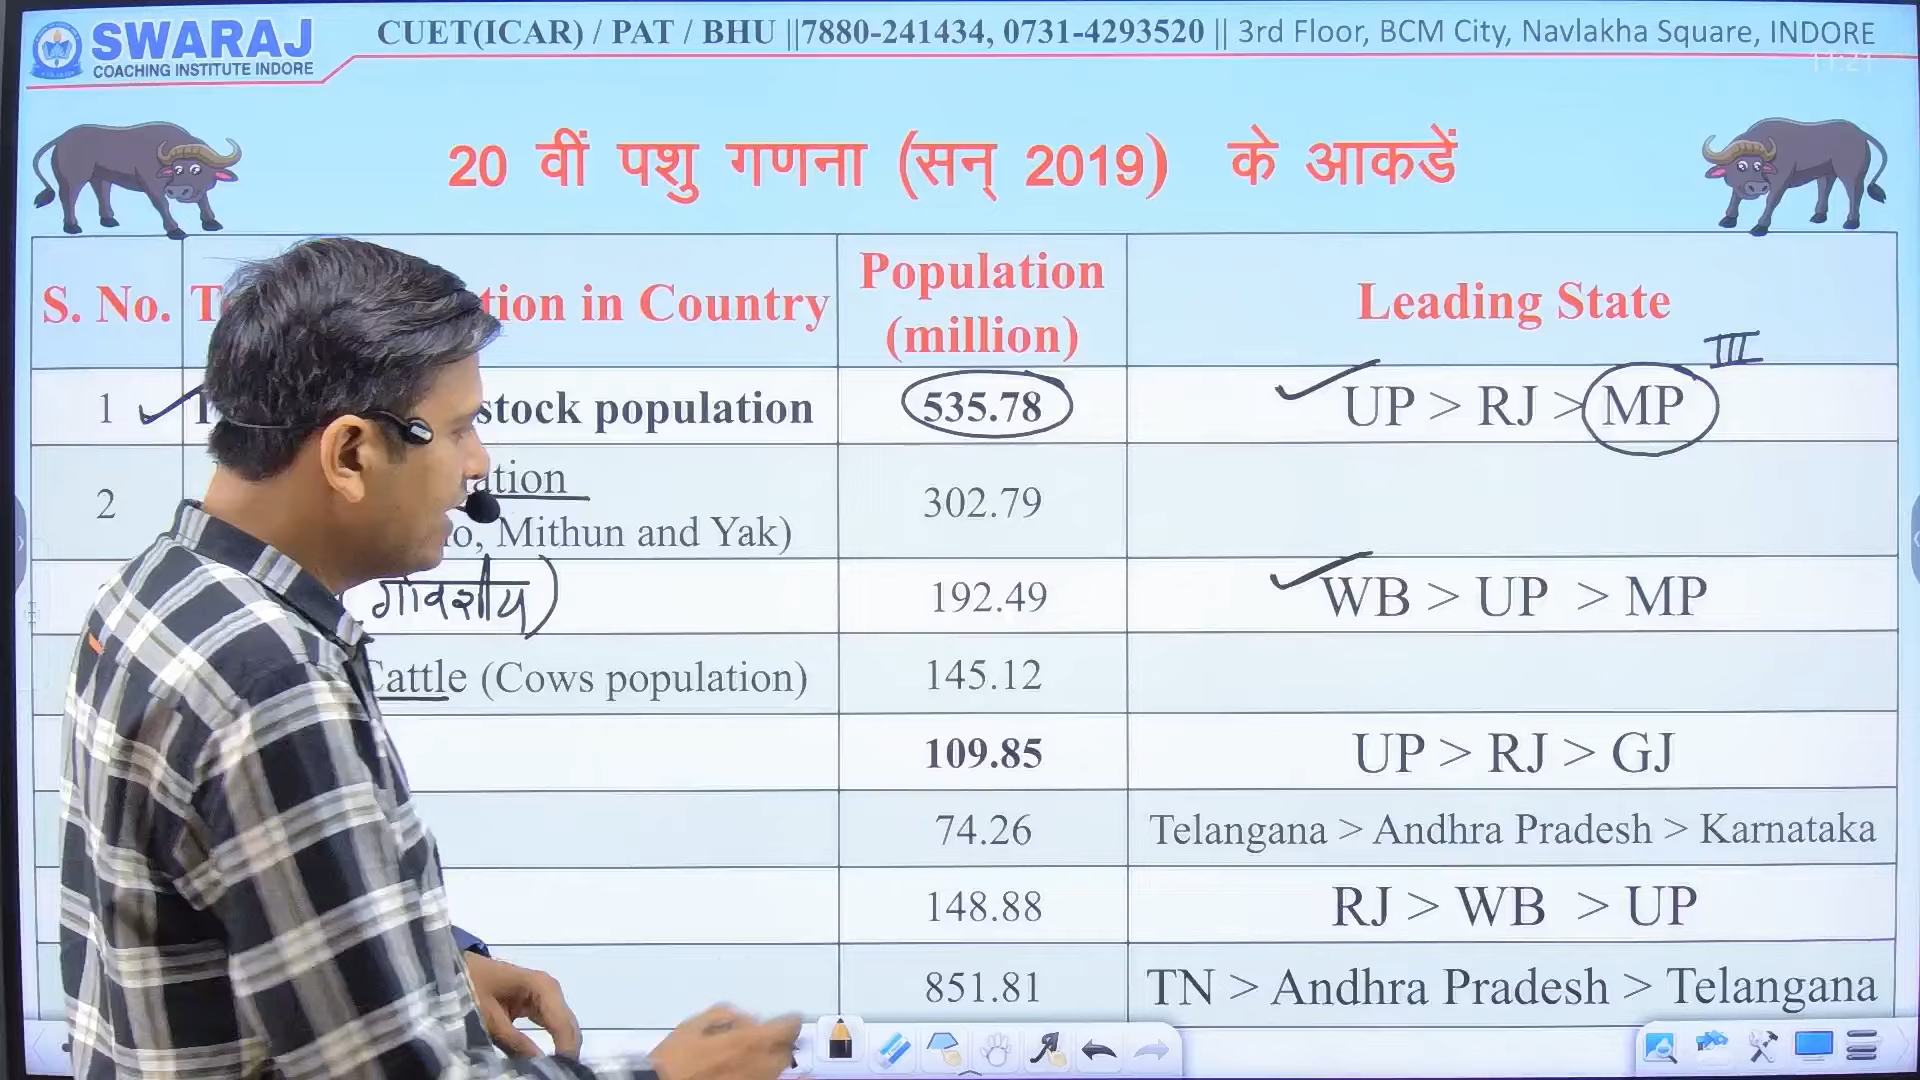 SWARAJ
COACHING INSTITUTE INDORE
CUET(ICAR) / PAT / BHU ||7880-241434, 0731-4293520 || 3rd Floor, BCM City, Navlakha Square, INDORE
11:21
20 वीं पशु गणना (सन् 2019) के आकडें
S. No. tion in Country Population (million) Leading State
III
1 stock population 535.78 UP > RJ > MP
2 ation
o, Mithun and Yak) 302.79
गोवंशीय) 192.49 WB > UP > MP
Cattle (Cows population) 145.12
109.85 UP > RJ > GJ
74.26 Telangana > Andhra Pradesh > Karnataka
148.88 RJ > WB > UP
851.81 TN > Andhra Pradesh > Telangana